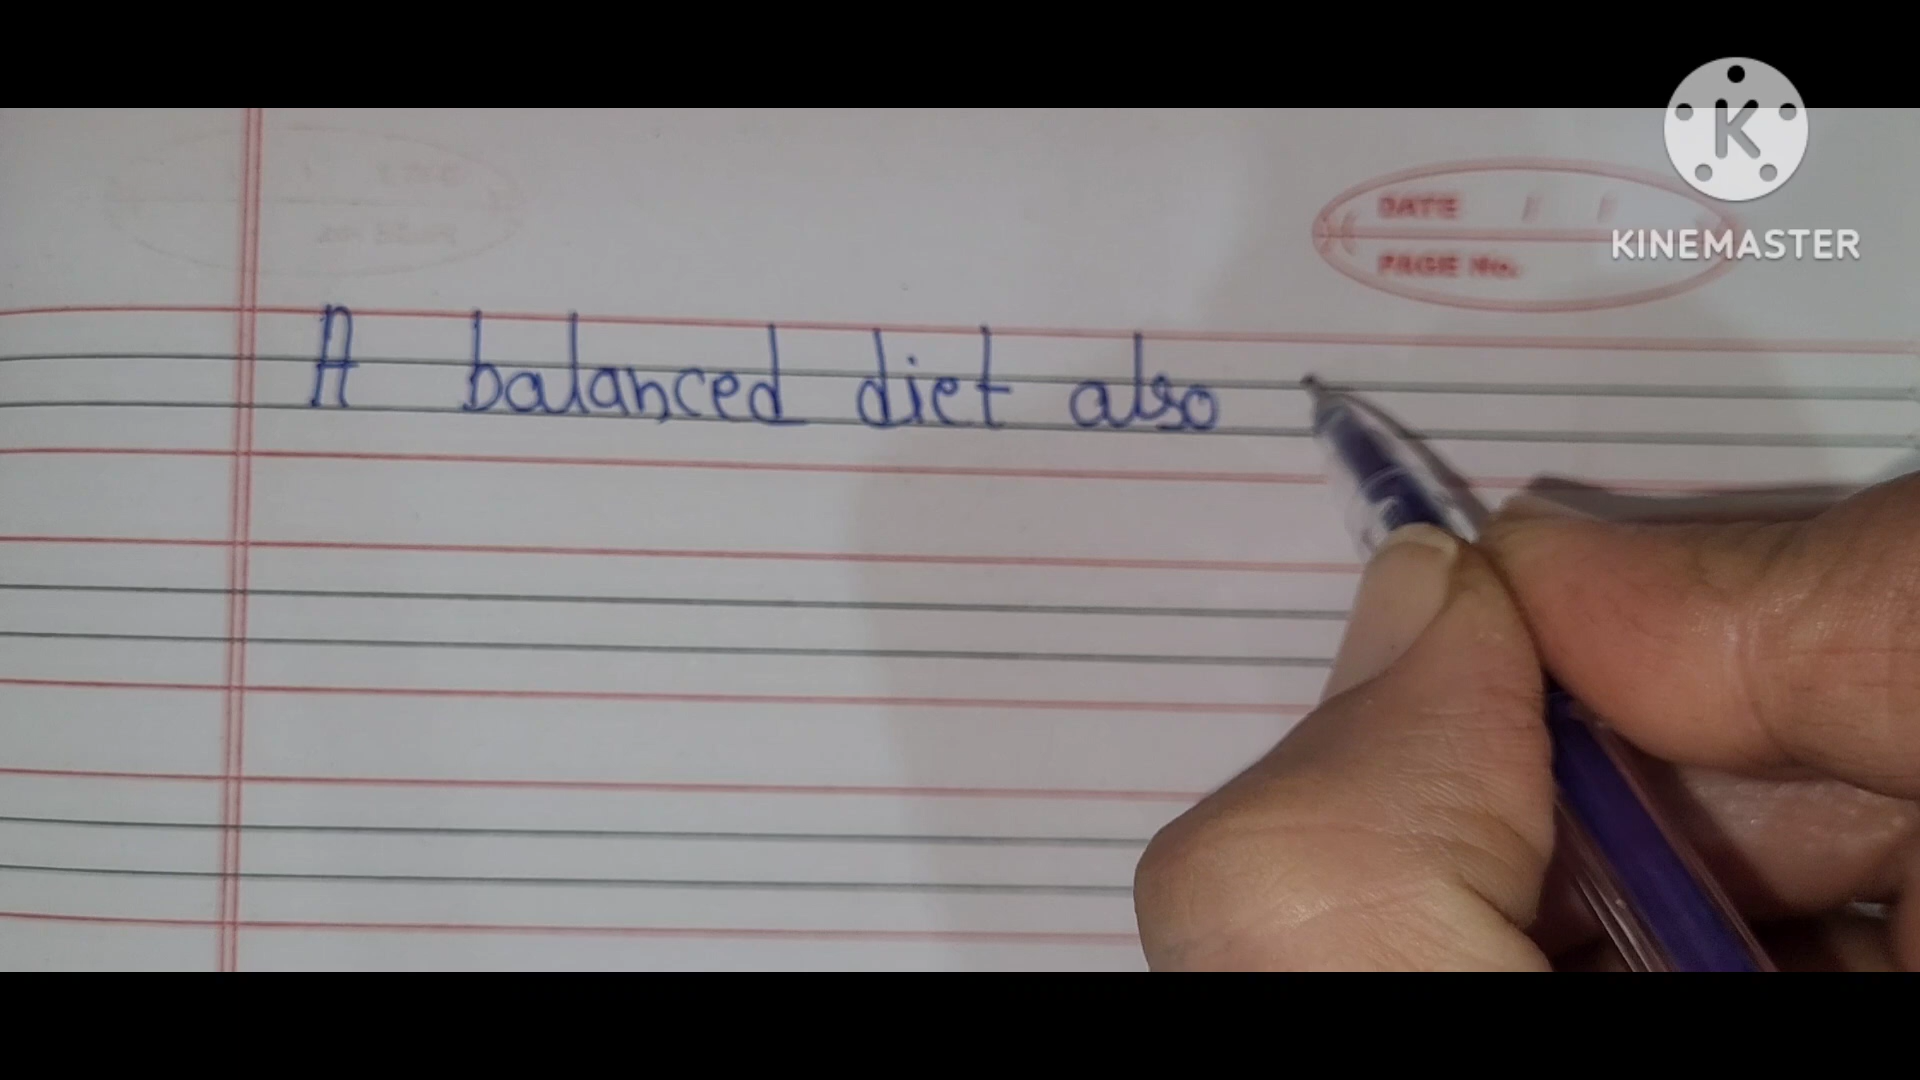 K
KINEMASTER
DATE / /
PAGE No.
A balanced diet also